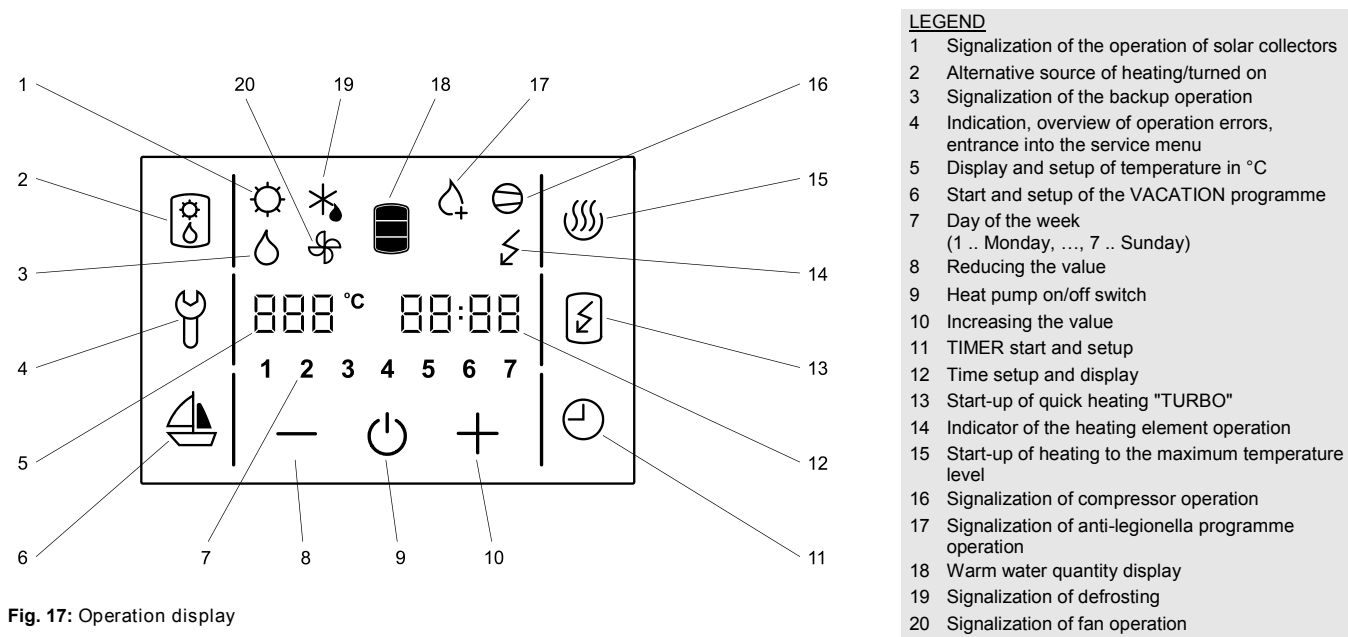 1 20 19 18 17 16
2 15
3 14
888 °C 88:88
4 13
1 2 3 4 5 6 7
5 12
6 7 8 9 10 11
Fig. 17: Operation display
LEGEND
1 Signalization of the operation of solar collectors
2 Alternative source of heating/turned on
3 Signalization of the backup operation
4 Indication, overview of operation errors,
entrance into the service menu
5 Display and setup of temperature in °C
6 Start and setup of the VACATION programme
7 Day of the week
(1 .. Monday, …, 7 .. Sunday)
8 Reducing the value
9 Heat pump on/off switch
10 Increasing the value
11 TIMER start and setup
12 Time setup and display
13 Start-up of quick heating "TURBO"
14 Indicator of the heating element operation
15 Start-up of heating to the maximum temperature
level
16 Signalization of compressor operation
17 Signalization of anti-legionella programme
operation
18 Warm water quantity display
19 Signalization of defrosting
20 Signalization of fan operation